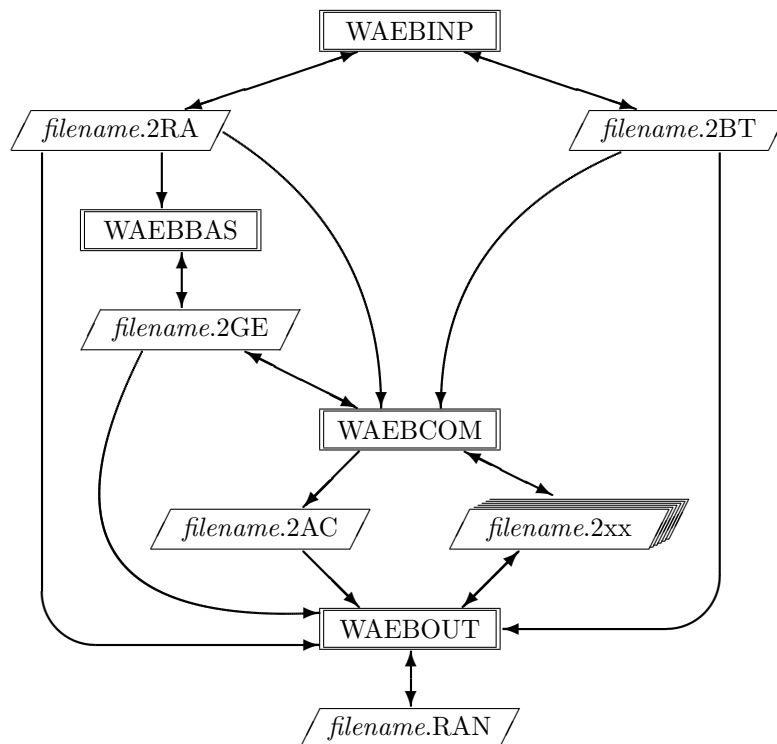 WAEBINP
filename.2RA
filename.2BT
WAEBBAS
filename.2GE
WAEBCOM
filename.2AC
filename.2xx
WAEBOUT
filename.RAN